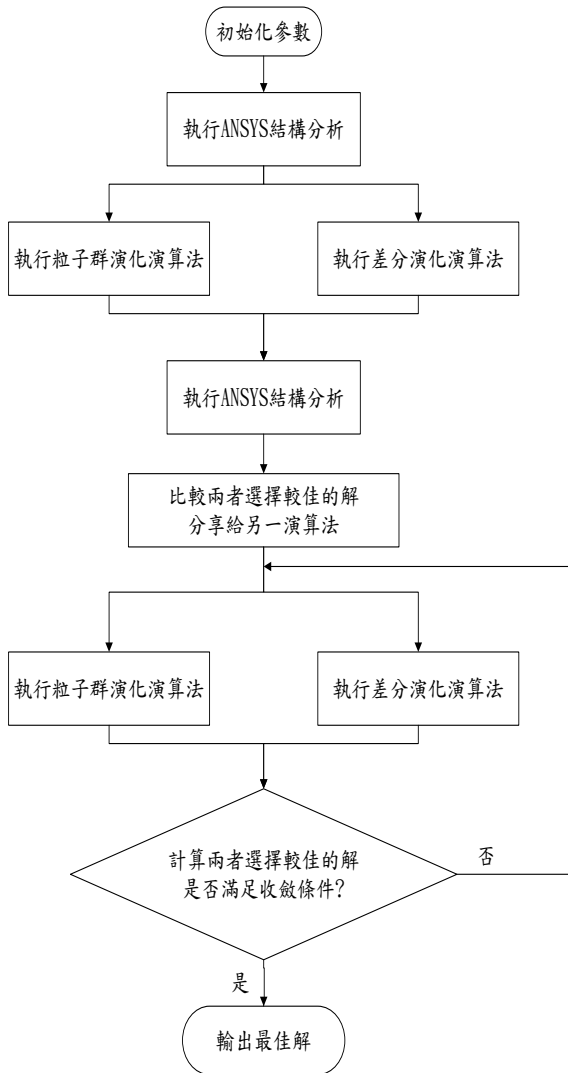 初始化參數
執行ANSYS結構分析
執行粒子群演化演算法
執行差分演化演算法
執行ANSYS結構分析
比較兩者選擇較佳的解
分享給另一演算法
執行粒子群演化演算法
執行差分演化演算法
計算兩者選擇較佳的解
是否滿足收斂條件?
否
是
輸出最佳解